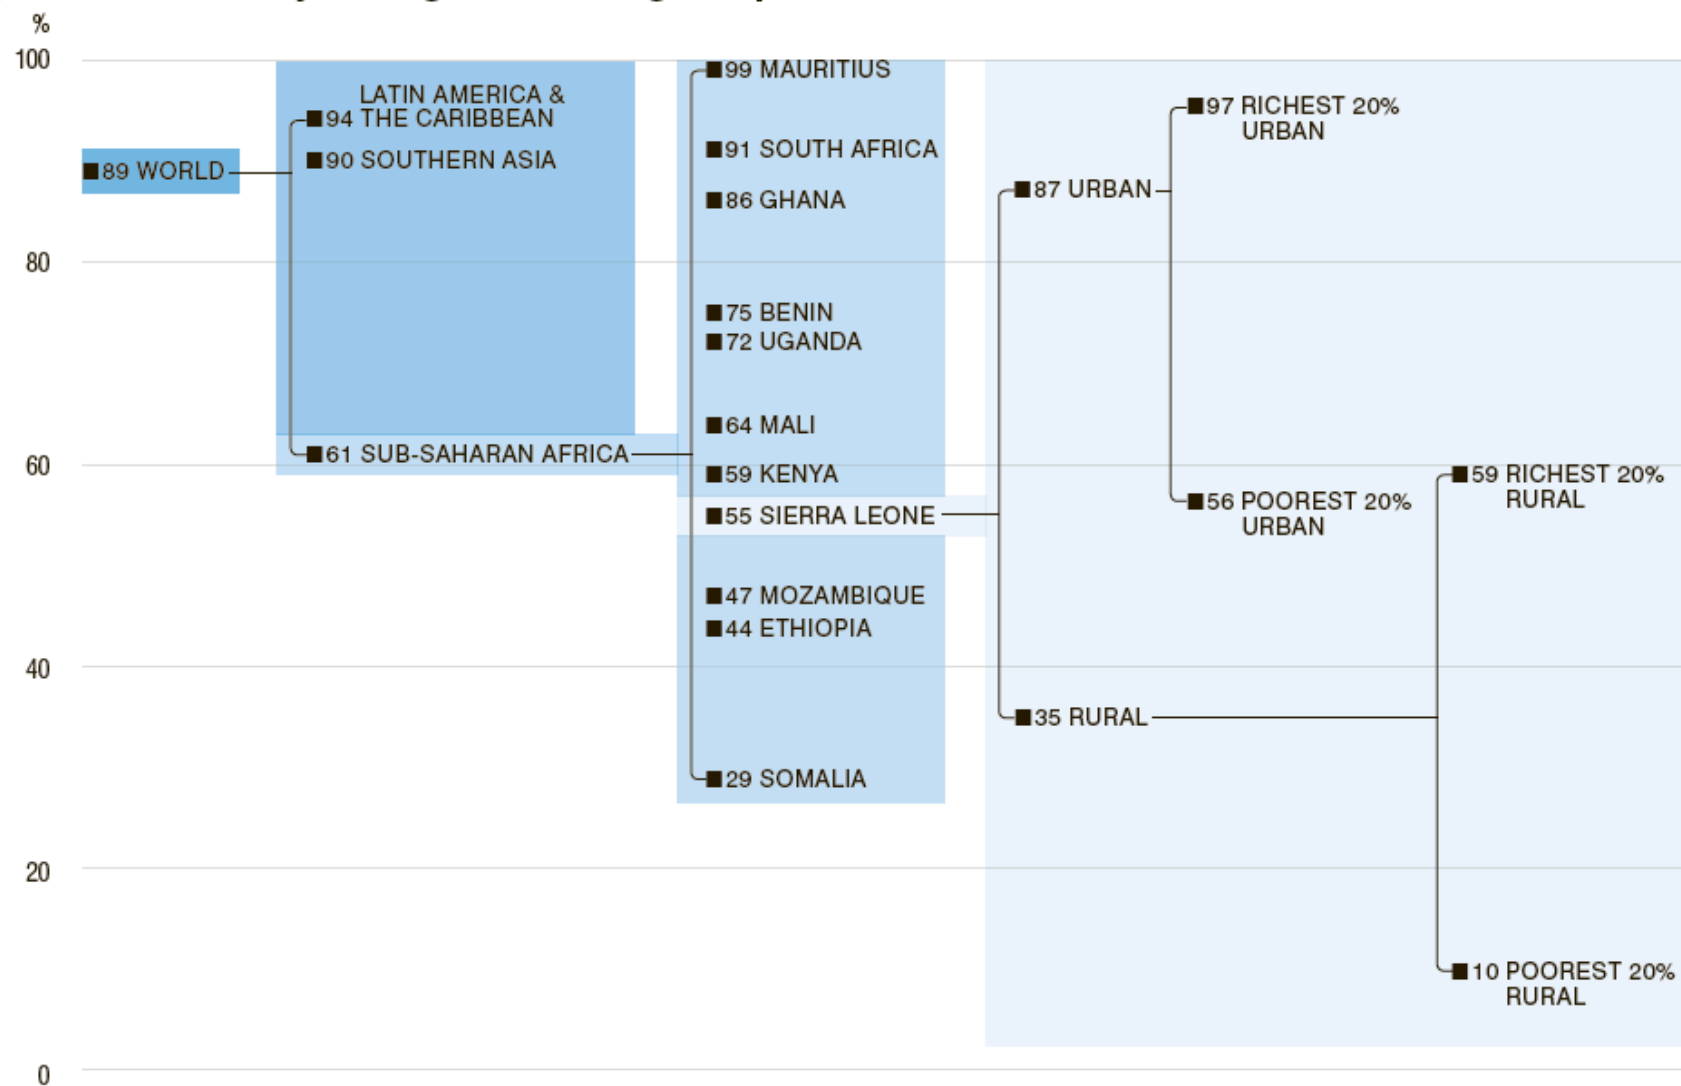 %
100
80
60
40
20
0
89 WORLD
LATIN AMERICA &
94 THE CARIBBEAN
90 SOUTHERN ASIA
61 SUB-SAHARAN AFRICA
99 MAURITIUS
91 SOUTH AFRICA
86 GHANA
75 BENIN
72 UGANDA
64 MALI
59 KENYA
55 SIERRA LEONE
47 MOZAMBIQUE
44 ETHIOPIA
29 SOMALIA
87 URBAN
35 RURAL
97 RICHEST 20%
URBAN
56 POOREST 20%
URBAN
59 RICHEST 20%
RURAL
10 POOREST 20%
RURAL